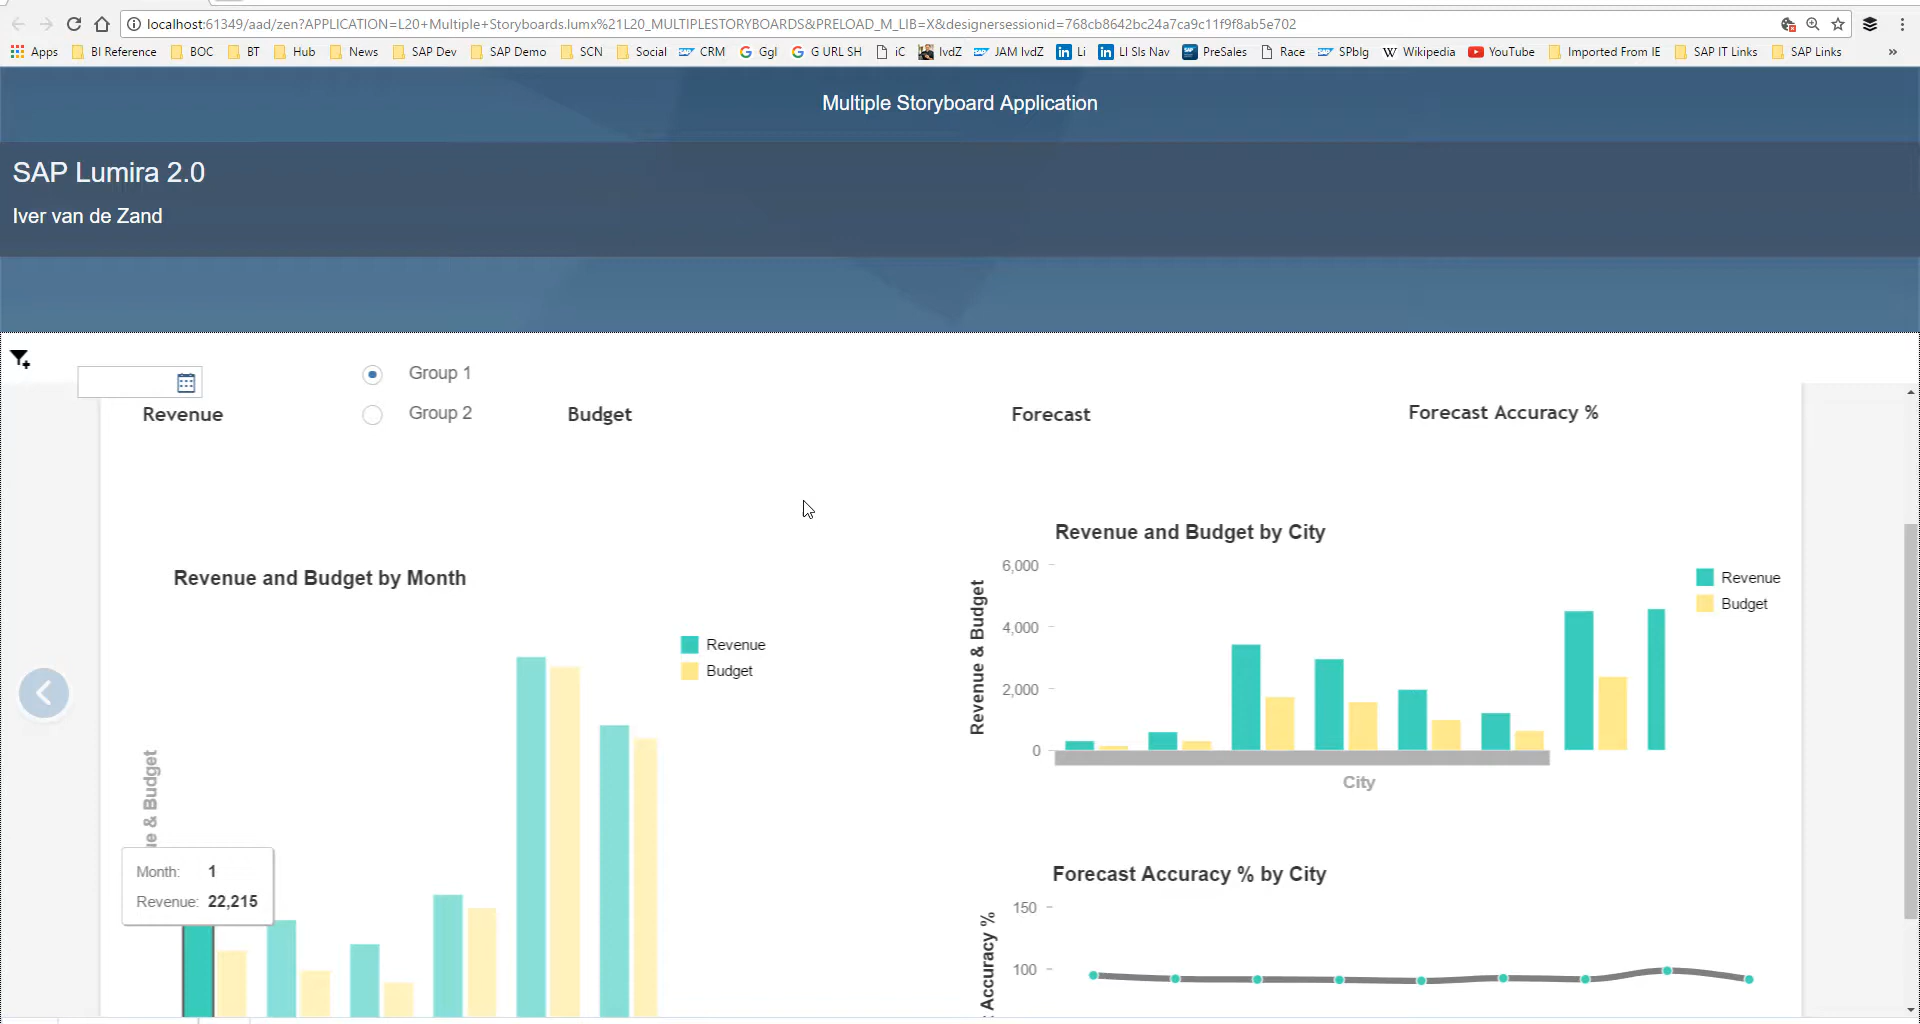 localhost:61349/aad/zen?APPLICATION=L20+Multiple+Storyboards.lumx%21L20_MULTIPLESTORYBOARDS&PRELOAD_M_LIB=X&designersessionid=768cb8642bc24a7ca9c11f9f8ab5e702
Apps BI Reference BOC BT Hub News SAP Dev SAP Demo SCN Social CRM Ggl G URL SH iC IvdZ JAM IvdZ Li LI Sls Nav PreSales Race SPblg Wikipedia YouTube Imported From IE SAP IT Links SAP Links »
Multiple Storyboard Application
SAP Lumira 2.0
Iver van de Zand
Group 1
Group 2
Revenue
Budget
Forecast
Forecast Accuracy %
Revenue and Budget by Month
Revenue
Budget
Month: 1
Revenue: 22,215
Revenue and Budget by City
Revenue & Budget
6,000
4,000
2,000
0
City
Revenue
Budget
Forecast Accuracy % by City
Accuracy %
150
100